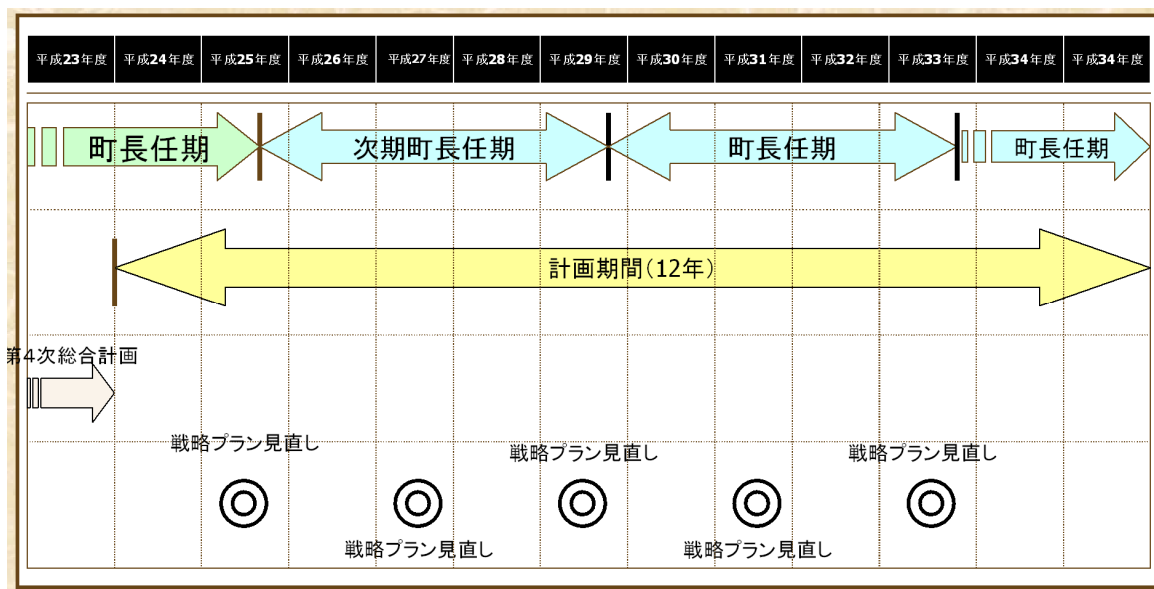 平成23年度 平成24年度 平成25年度 平成26年度 平成27年度 平成28年度 平成29年度 平成30年度 平成31年度 平成32年度 平成33年度 平成34年度 平成34年度
町長任期 次期町長任期 町長任期 町長任期
計画期間(12年)
第4次総合計画
戦略プラン見直し 戦略プラン見直し 戦略プラン見直し
戦略プラン見直し 戦略プラン見直し